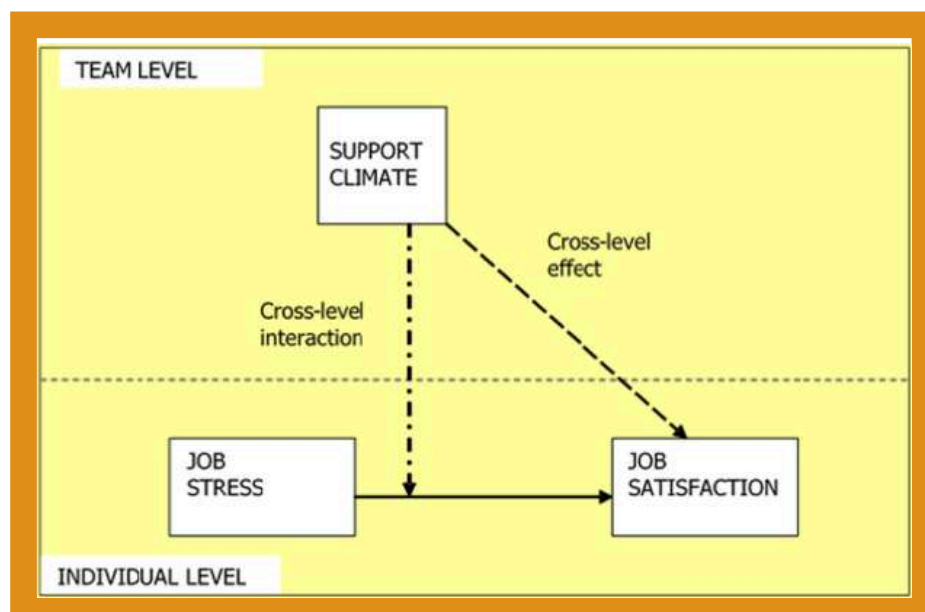 TEAM LEVEL
SUPPORT
CLIMATE
Cross-level
effect
Cross-level
interaction
JOB
STRESS
JOB
SATISFACTION
INDIVIDUAL LEVEL